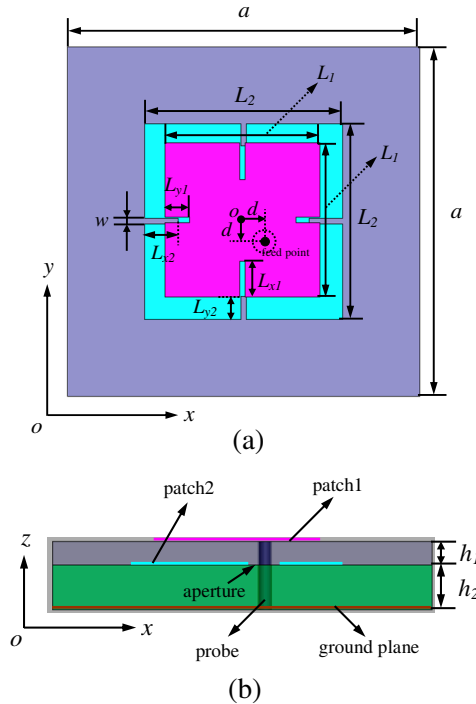 a
L2
L1
Ly1
L1
w
o
d
d
L2
a
Lx2
feed point
Lx1
Ly2
y
x
o
(a)
patch2
patch1
z
h1
aperture
h2
o
x
probe
ground plane
(b)